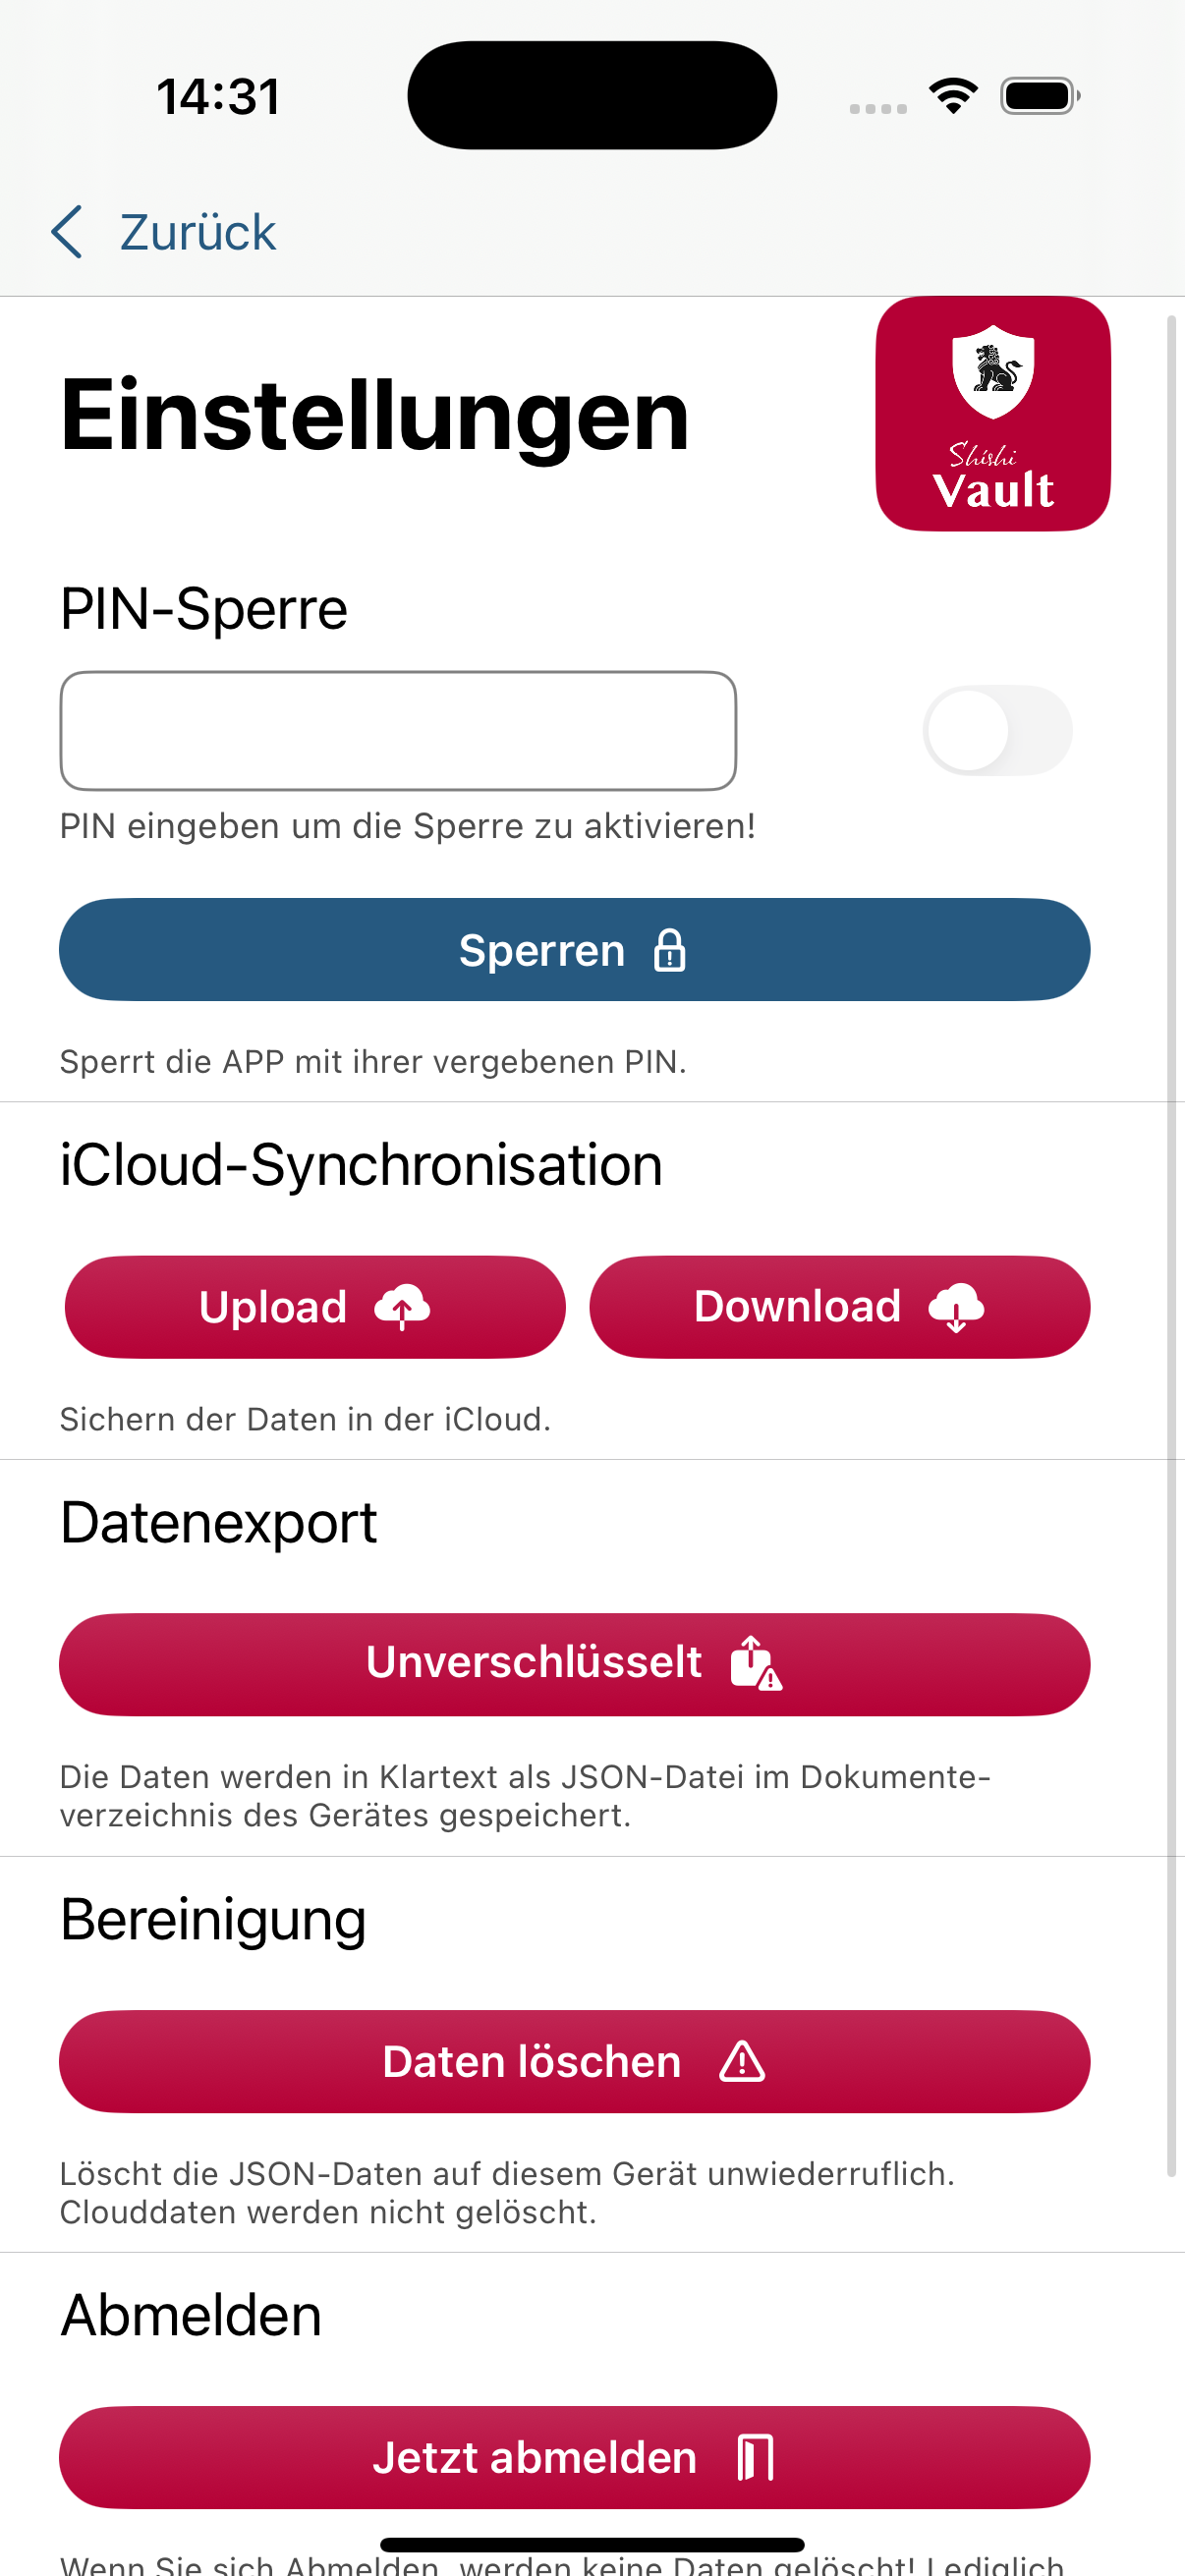 14:31
Zurück
Einstellungen
Shishi
Vault
PIN-Sperre
PIN eingeben um die Sperre zu aktivieren!
Sperren
Sperrt die APP mit ihrer vergebenen PIN.
iCloud-Synchronisation
Upload
Download
Sichern der Daten in der iCloud.
Datenexport
Unverschlüsselt
Die Daten werden in Klartext als JSON-Datei im Dokumente-
verzeichnis des Gerätes gespeichert.
Bereinigung
Daten löschen
Löscht die JSON-Daten auf diesem Gerät unwiederruflich.
Clouddaten werden nicht gelöscht.
Abmelden
Jetzt abmelden
Wenn Sie sich Abmelden, werden keine Daten gelöscht! Lediglich